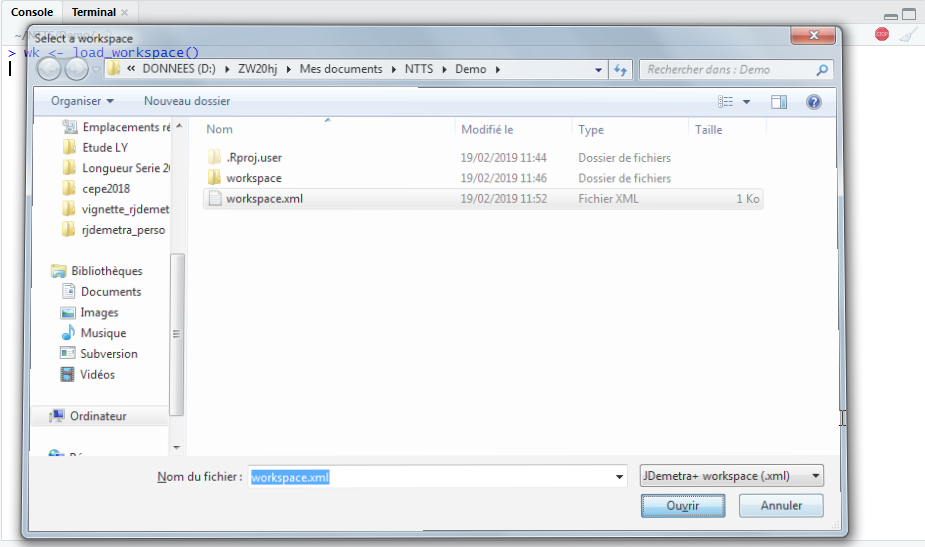 Console Terminal ×
Select a workspace
> wk <- load_workspace()
« DONNEES (D:) ▸ ZW20hj ▸ Mes documents ▸ NTTS ▸ Demo ▸ Rechercher dans : Demo
Organiser Nouveau dossier
Nom Modifié le Type Taille
Emplacements ré
Etude LY
Longueur Serie 20
cepe2018
vignette_rjdemet
rjdemetra_perso
Bibliothèques
Documents
Images
Musique
Subversion
Vidéos
Ordinateur
.Rproj.user 19/02/2019 11:44 Dossier de fichiers
workspace 19/02/2019 11:46 Dossier de fichiers
workspace.xml 19/02/2019 11:52 Fichier XML 1 Ko
Nom du fichier : workspace.xml JDemetra+ workspace (.xml)
Ouvrir Annuler
STOP